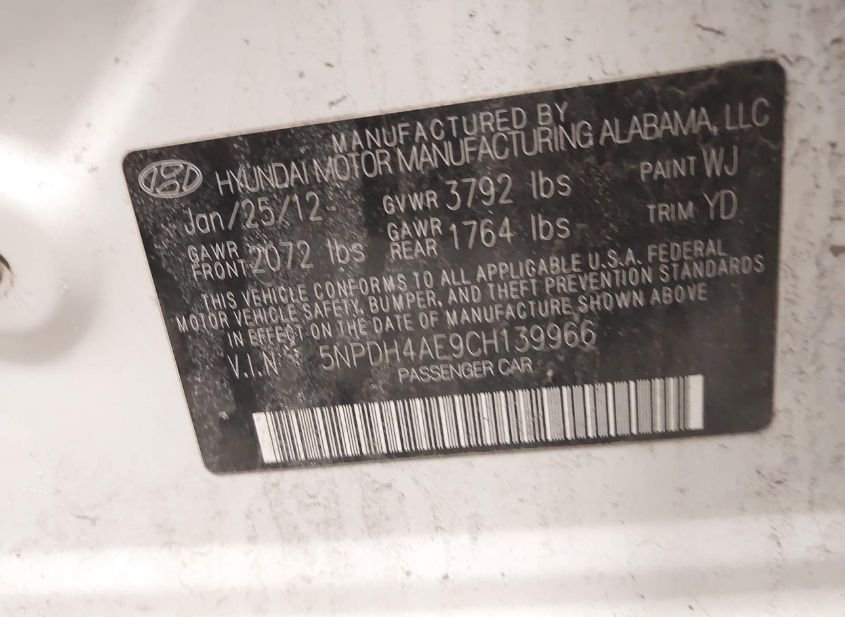 MANUFACTURED BY
HYUNDAI MOTOR MANUFACTURING ALABAMA, LLC
Jan/25/12 GVWR 3792 lbs PAINT WJ
GAWR FRONT 2072 lbs GAWR REAR 1764 lbs TRIM YD
THIS VEHICLE CONFORMS TO ALL APPLICABLE U.S.A. FEDERAL
MOTOR VEHICLE SAFETY, BUMPER, AND THEFT PREVENTION STANDARDS
IN EFFECT ON THE DATE OF MANUFACTURE SHOWN ABOVE
V.I.N 5NPDH4AE9CH139966
PASSENGER CAR